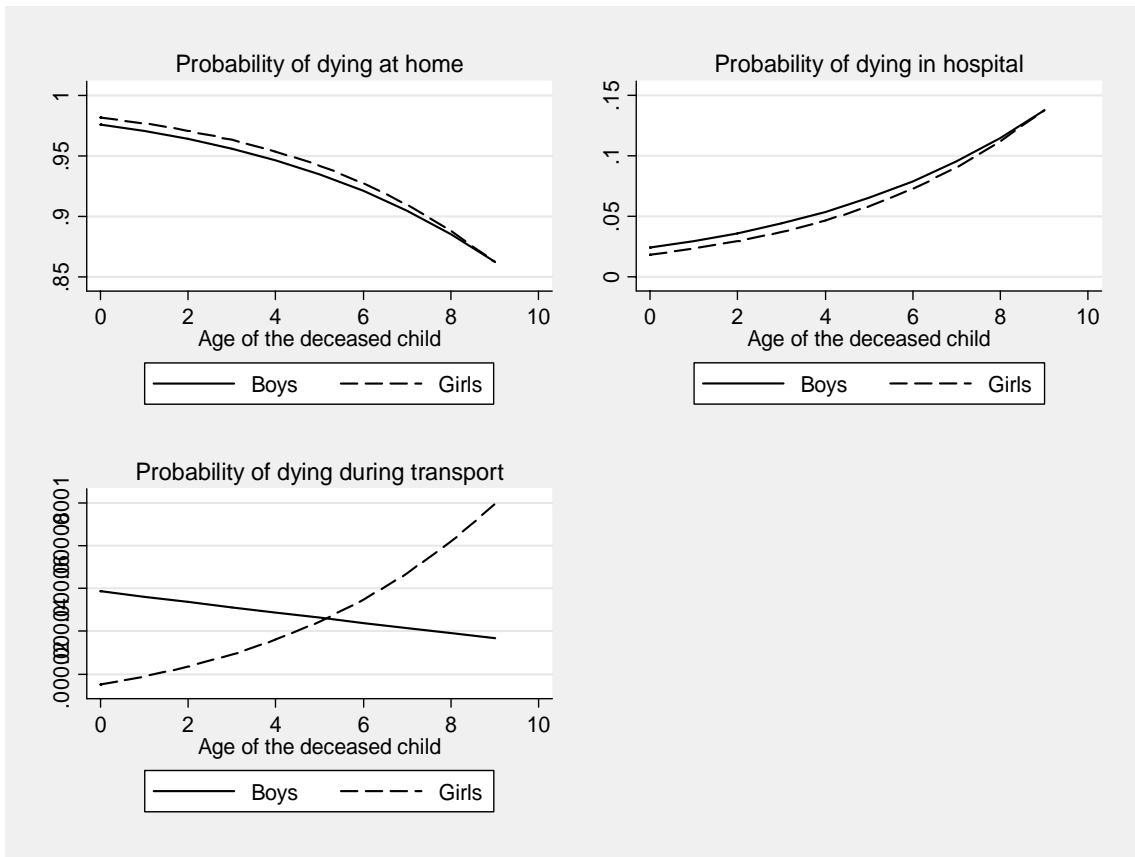 Probability of dying at home
1
.95
.9
.85
0 2 4 6 8 10
Age of the deceased child
Boys Girls
Probability of dying in hospital
.15
.1
.05
0
0 2 4 6 8 10
Age of the deceased child
Boys Girls
Probability of dying during transport
0 2 4 6 8 10
Age of the deceased child
Boys Girls